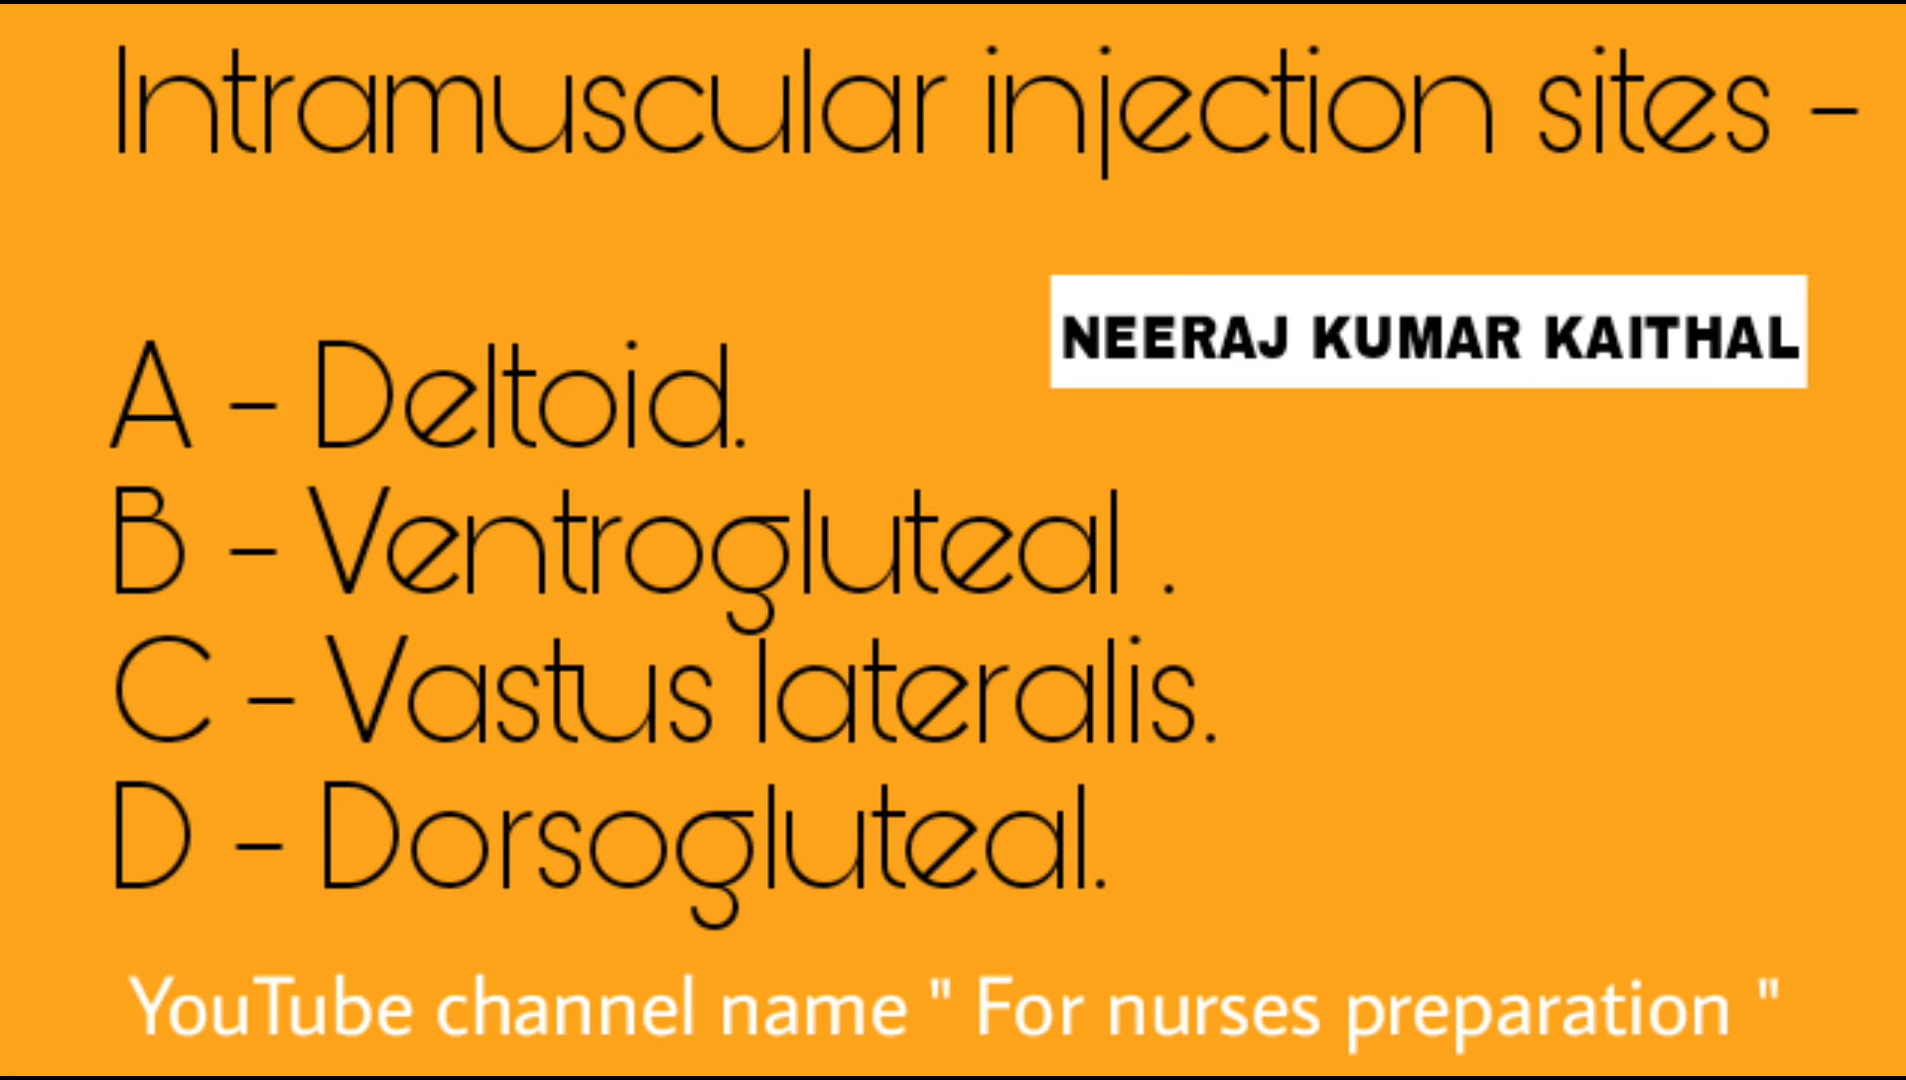 Intramuscular injection sites –
NEERAJ KUMAR KAITHAL
A – Deltoid.
B – Ventrogluteal .
C – Vastus lateralis.
D – Dorsogluteal.
YouTube channel name " For nurses preparation "